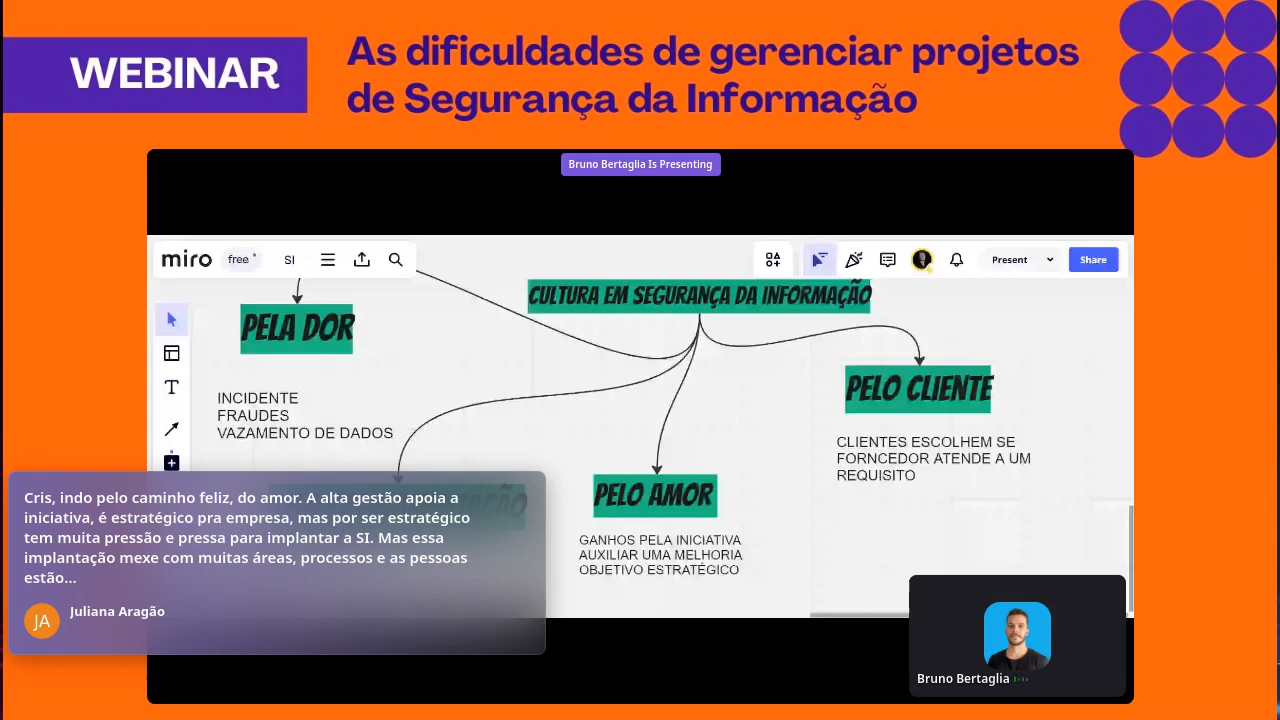 WEBINAR
As dificuldades de gerenciar projetos
de Segurança da Informação
Bruno Bertaglia Is Presenting
miro
free
SI
Present
Share
CULTURA EM SEGURANÇA DA INFORMAÇÃO
PELA DOR
INCIDENTE
FRAUDES
VAZAMENTO DE DADOS
PELO CLIENTE
CLIENTES ESCOLHEM SE
FORNCEDOR ATENDE A UM
REQUISITO
PELO AMOR
GANHOS PELA INICIATIVA
AUXILIAR UMA MELHORIA
OBJETIVO ESTRATÉGICO
Cris, indo pelo caminho feliz, do amor. A alta gestão apoia a
iniciativa, é estratégico pra empresa, mas por ser estratégico
tem muita pressão e pressa para implantar a SI. Mas essa
implantação mexe com muitas áreas, processos e as pessoas
estão...
JA
Juliana Aragão
Bruno Bertaglia